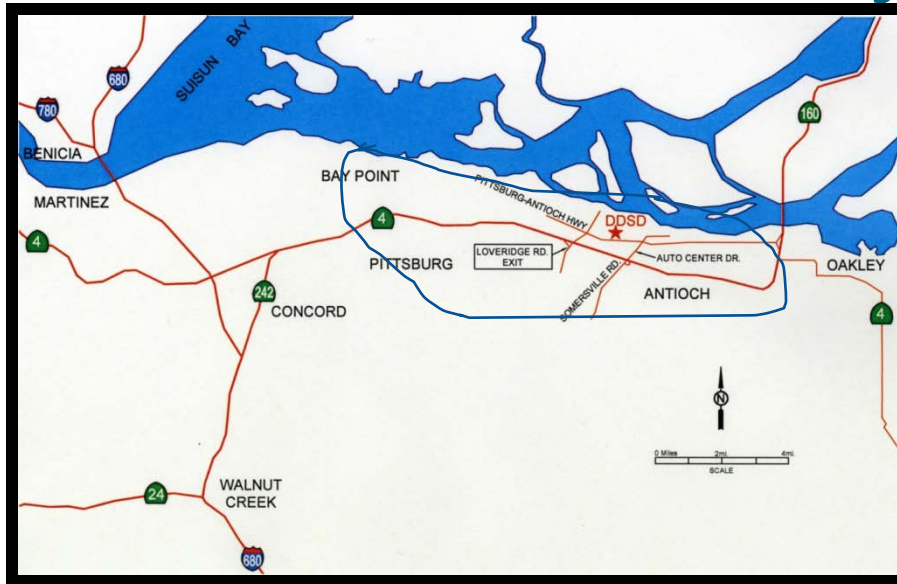 SUISUN BAY
680
780
160
BENICIA
BAY POINT
PITTSBURG-ANTIOCH HWY
MARTINEZ
4
DDSD
4
LOVERIDGE RD.
EXIT
AUTO CENTER DR.
PITTSBURG
OAKLEY
SOMERSVILLE RD.
242
ANTIOCH
CONCORD
4
N
0 Miles 2mi. 4mi.
SCALE
WALNUT
CREEK
24
680